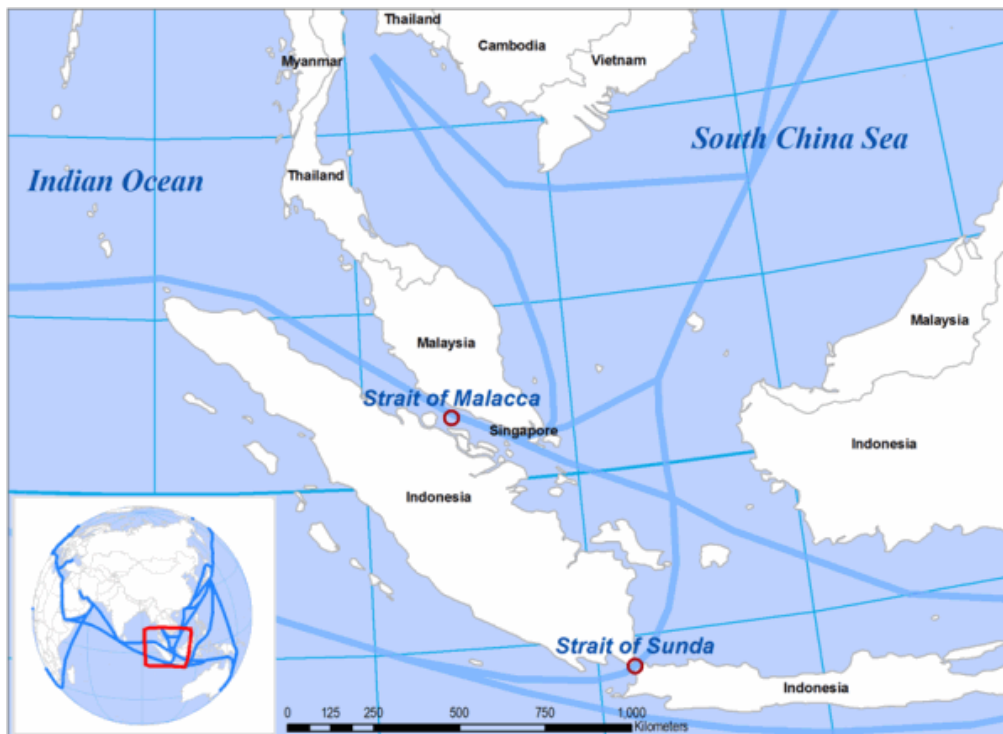 Thailand
Cambodia
Myanmar
Vietnam
South China Sea
Indian Ocean
Thailand
Malaysia
Malaysia
Strait of Malacca
Singapore
Indonesia
Indonesia
Strait of Sunda
Indonesia
0 125 250 500 750 1,000
Kilometers